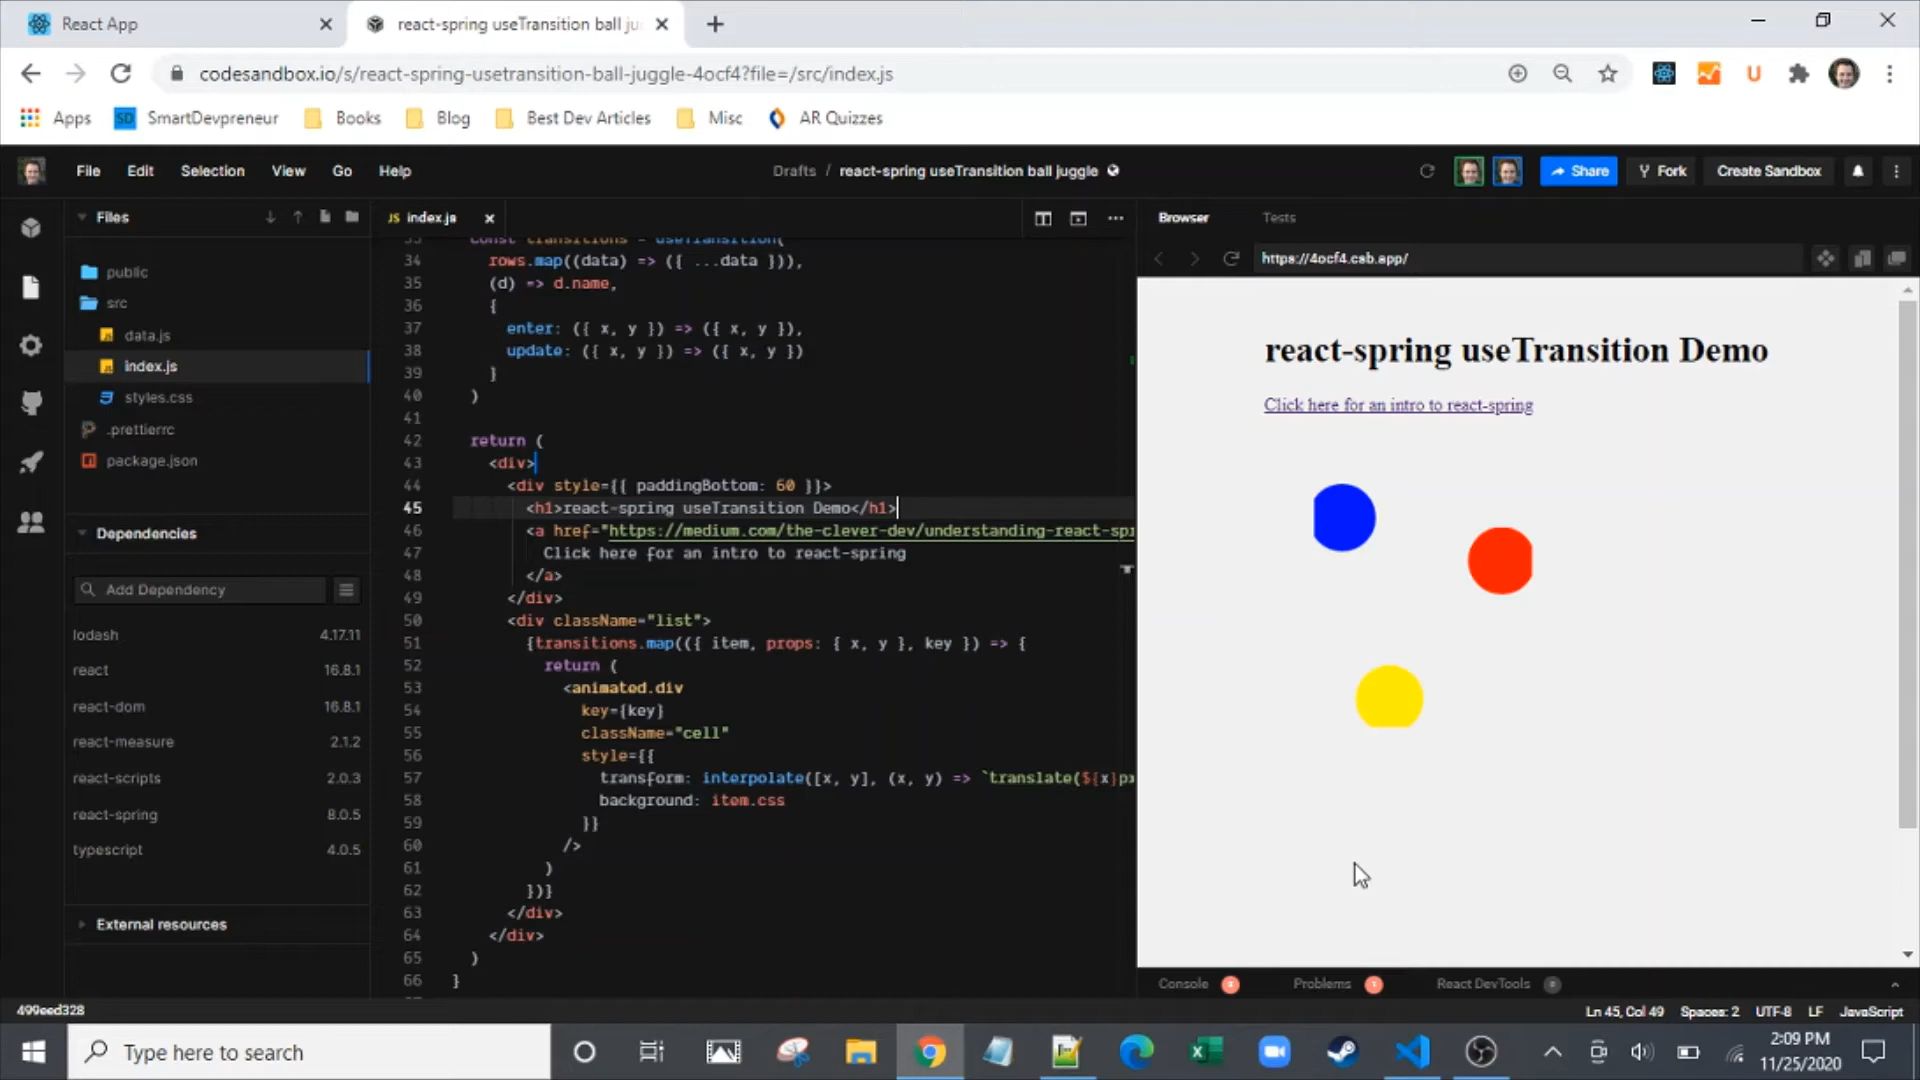 React App
react-spring useTransition ball ju
codesandbox.io/s/react-spring-usetransition-ball-juggle-4ocf4?file=/src/index.js
Apps SD SmartDevpreneur Books Blog Best Dev Articles Misc AR Quizzes
File Edit Selection View Go Help
Drafts / react-spring useTransition ball juggle
Share Fork Create Sandbox
Files
public
src
data.js
index.js
styles.css
.prettierrc
package.json
Dependencies
Add Dependency
lodash 4.17.11
react 16.8.1
react-dom 16.8.1
react-measure 2.1.2
react-scripts 2.0.3
react-spring 8.0.5
typescript 4.0.5
External resources
JS index.js
33 const transitions = useTransition(
34 rows.map((data) => ({ ...data })),
35 (d) => d.name,
36 {
37 enter: ({ x, y }) => ({ x, y }),
38 update: ({ x, y }) => ({ x, y })
39 }
40 )
41
42 return (
43 <div>
44 <div style={{ paddingBottom: 60 }}>
45 <h1>react-spring useTransition Demo</h1>
46 <a href="https://medium.com/the-clever-dev/understanding-react-spr
47 Click here for an intro to react-spring
48 </a>
49 </div>
50 <div className="list">
51 {transitions.map(({ item, props: { x, y }, key }) => {
52 return (
53 <animated.div
54 key={key}
55 className="cell"
56 style={{
57 transform: interpolate([x, y], (x, y) => `translate(${x}px
58 background: item.css
59 }}
60 />
61 )
62 })}
63 </div>
64 </div>
65 )
66 }
Browser Tests
https://4ocf4.csb.app/
react-spring useTransition Demo
Click here for an intro to react-spring
Console Problems React DevTools
499eed328
Ln 45, Col 49 Spaces: 2 UTF-8 LF JavaScript
Type here to search
2:09 PM
11/25/2020